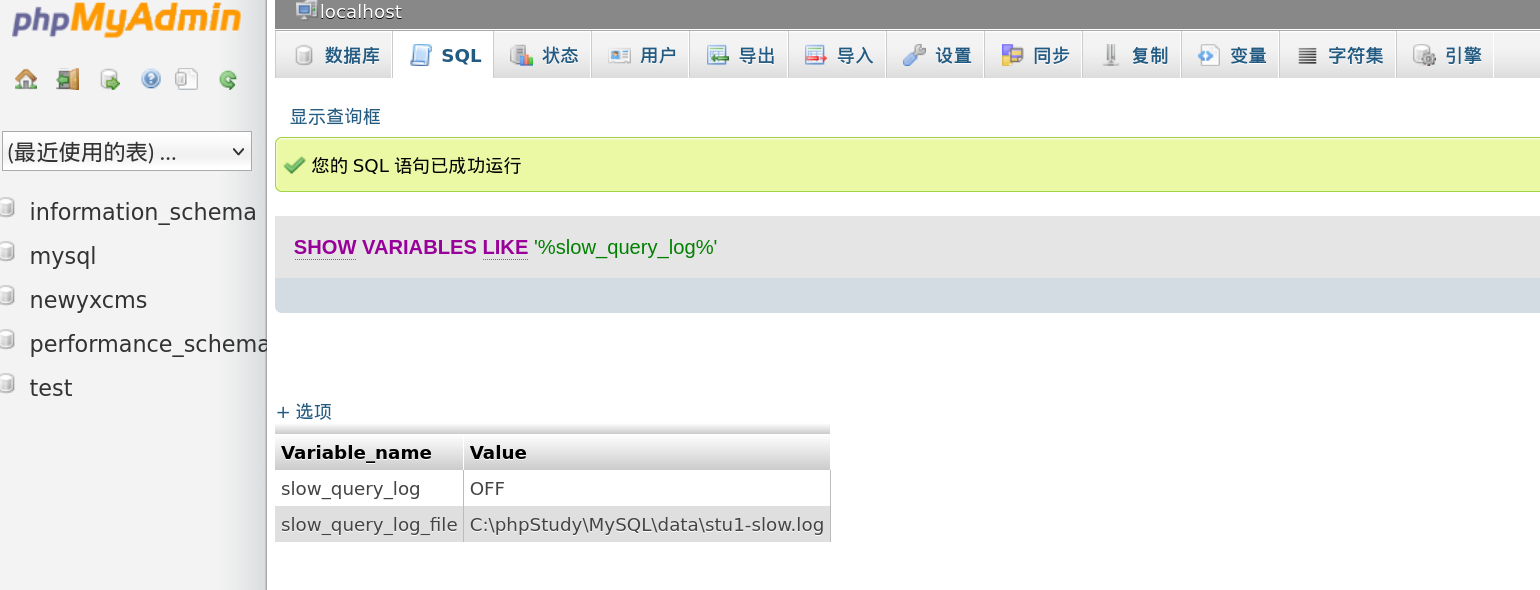 phpMyAdmin
(最近使用的表) ...
information_schema
mysql
newyxcms
performance_schema
test
localhost
数据库 SQL 状态 用户 导出 导入 设置 同步 复制 变量 字符集 引擎
显示查询框
您的 SQL 语句已成功运行
SHOW VARIABLES LIKE '%slow_query_log%'
+ 选项
Variable_name Value
slow_query_log OFF
slow_query_log_file C:\phpStudy\MySQL\data\stu1-slow.log